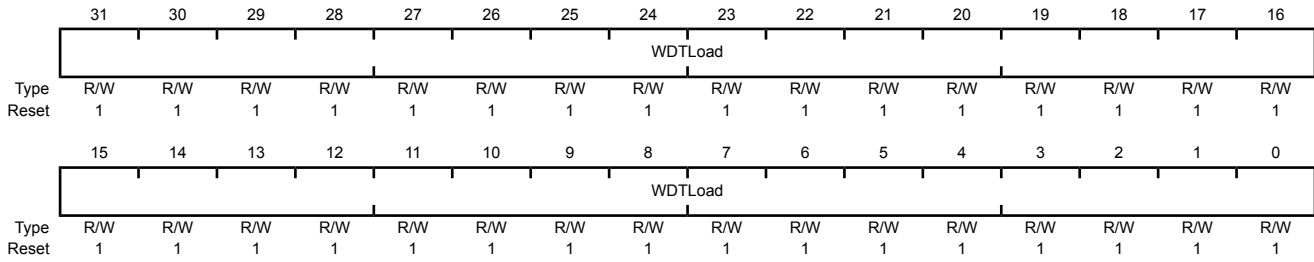 31 30 29 28 27 26 25 24 23 22 21 20 19 18 17 16
WDTLoad
Type R/W R/W R/W R/W R/W R/W R/W R/W R/W R/W R/W R/W R/W R/W R/W R/W
Reset 1 1 1 1 1 1 1 1 1 1 1 1 1 1 1 1
15 14 13 12 11 10 9 8 7 6 5 4 3 2 1 0
WDTLoad
Type R/W R/W R/W R/W R/W R/W R/W R/W R/W R/W R/W R/W R/W R/W R/W R/W
Reset 1 1 1 1 1 1 1 1 1 1 1 1 1 1 1 1